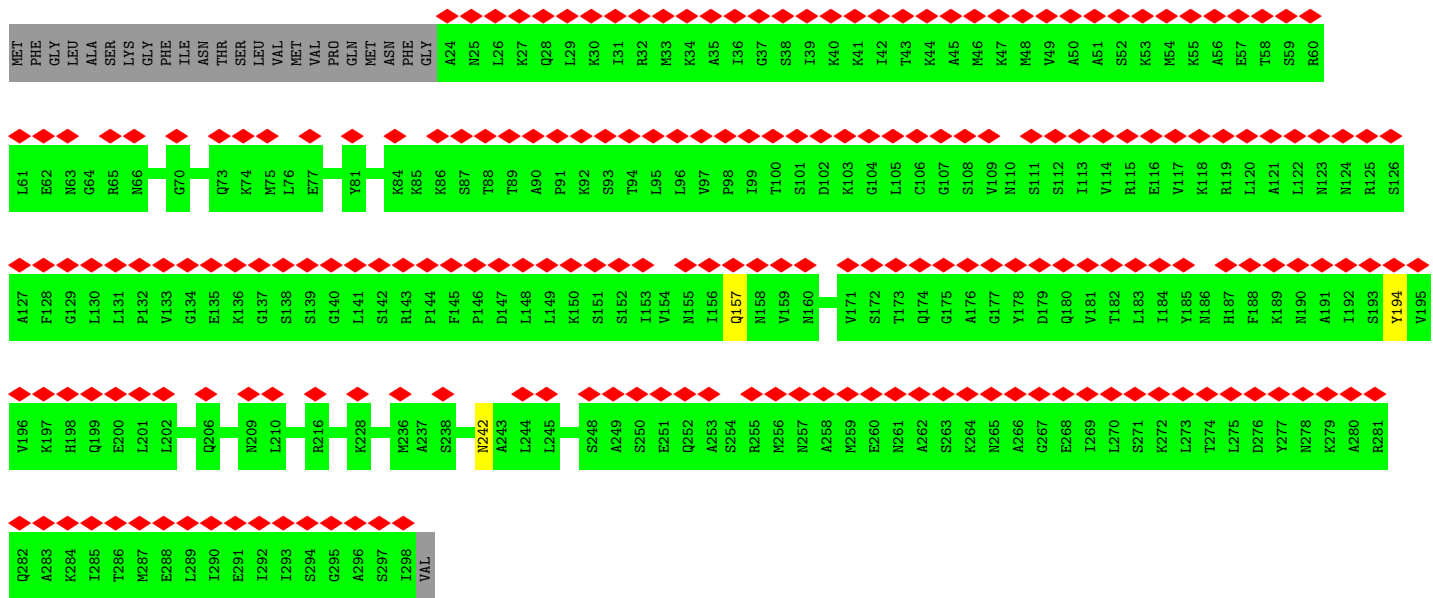 MET PHE GLY LEU ALA SER LYS GLY PHE ILE ASN THR SER LEU VAL MET VAL PRO GLN MET ASN PHE GLY A24 N25 L26 K27 Q28 L29 K30 I31 R32 M33 K34 A35 I36 G37 S38 I39 K40 K41 I42 T43 K44 A45 M46 K47 M48 V49 A50 A51 S52 K53 M54 K55 A56 E57 T58 S59 R60
L61 E62 N63 G64 R65 N66 G70 Q73 K74 M75 L76 E77 Y81 K84 K85 K86 S87 T88 T89 A90 P91 K92 S93 T94 L95 L96 V97 P98 I99 T100 S101 D102 K103 G104 L105 C106 G107 S108 V109 N110 S111 S112 I113 V114 R115 E116 V117 K118 R119 L120 A121 L122 N123 N124 R125 S126
A127 F128 G129 L130 L131 P132 V133 G134 E135 K136 G137 S138 S139 G140 L141 S142 R143 P144 F145 P146 D147 L148 L149 K150 S151 S152 I153 V154 N155 I156 Q157 N158 V159 N160 V171 S172 T173 Q174 G175 A176 G177 Y178 D179 Q180 V181 T182 L183 I184 Y185 N186 H187 F188 K189 N190 A191 I192 S193 Y194 V195
V196 K197 H198 Q199 E200 L201 L202 Q206 N209 L210 R216 K228 M236 A237 S238 N242 A243 L244 L245 S248 A249 S250 E251 Q252 A253 S254 R255 M256 N257 A258 M259 E260 N261 A262 S263 K264 N265 A266 G267 E268 I269 L270 S271 K272 L273 T274 L275 D276 Y277 N278 K279 A280 R281
Q282 A283 K284 I285 T286 M287 E288 L289 I290 E291 I292 I293 S294 G295 A296 S297 I298 VAL